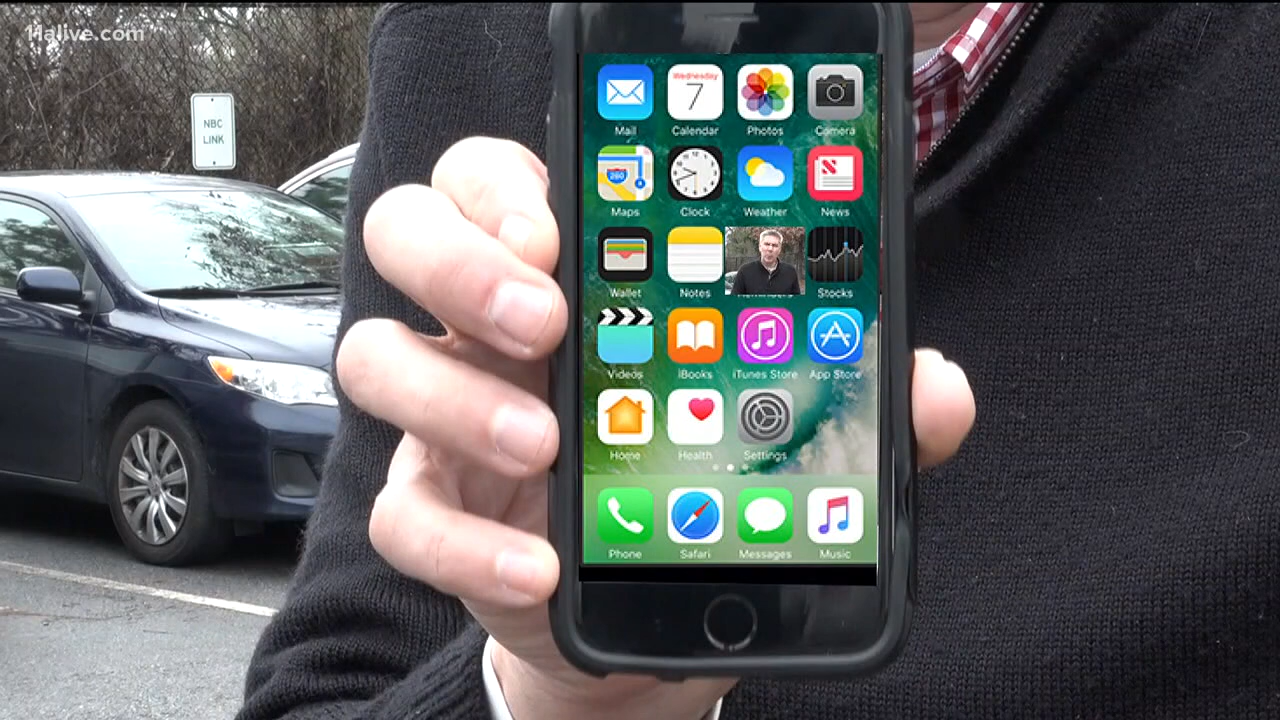 11alive.com
NBC
LINK
Wednesday
7
Mail
Calendar
Photos
Camera
280
Maps
Clock
Weather
News
Wallet
Notes
Reminders
Stocks
Videos
iBooks
iTunes Store
App Store
Home
Health
Settings
Phone
Safari
Messages
Music